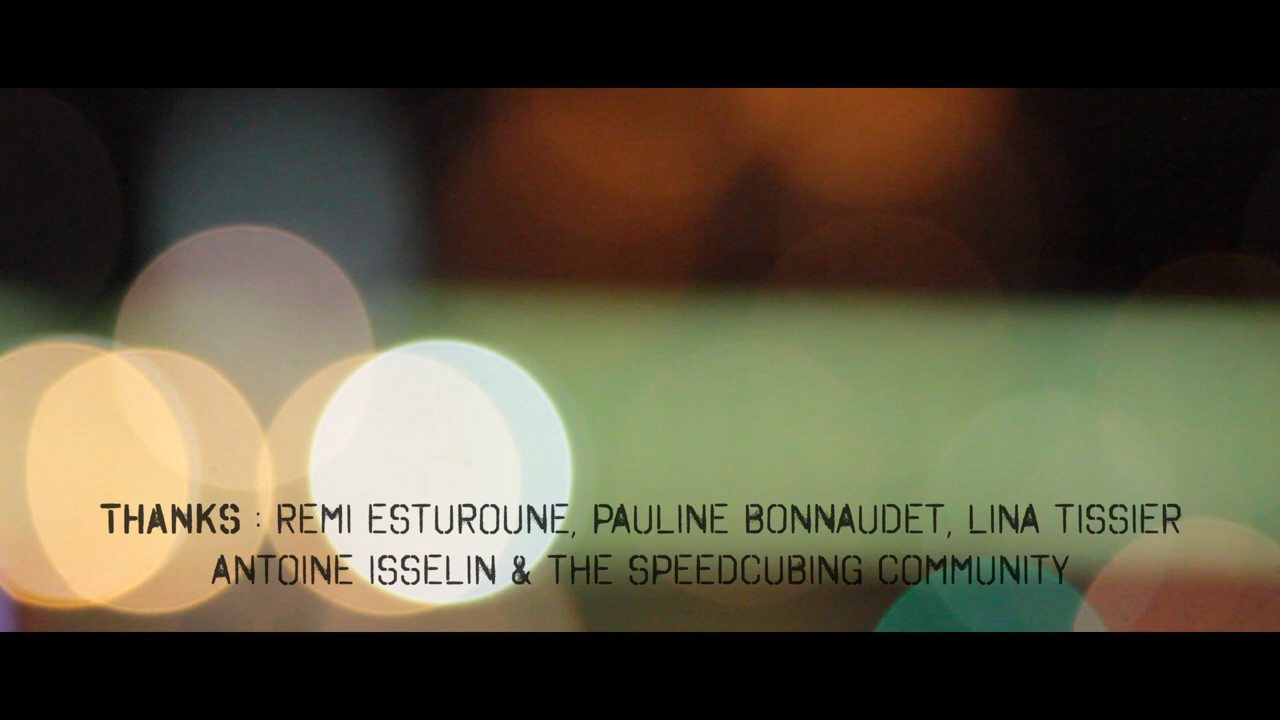 THANKS : REMI ESTUROUNE, PAULINE BONNAUDET, LINA TISSIER
ANTOINE ISSELIN & THE SPEEDCUBING COMMUNITY